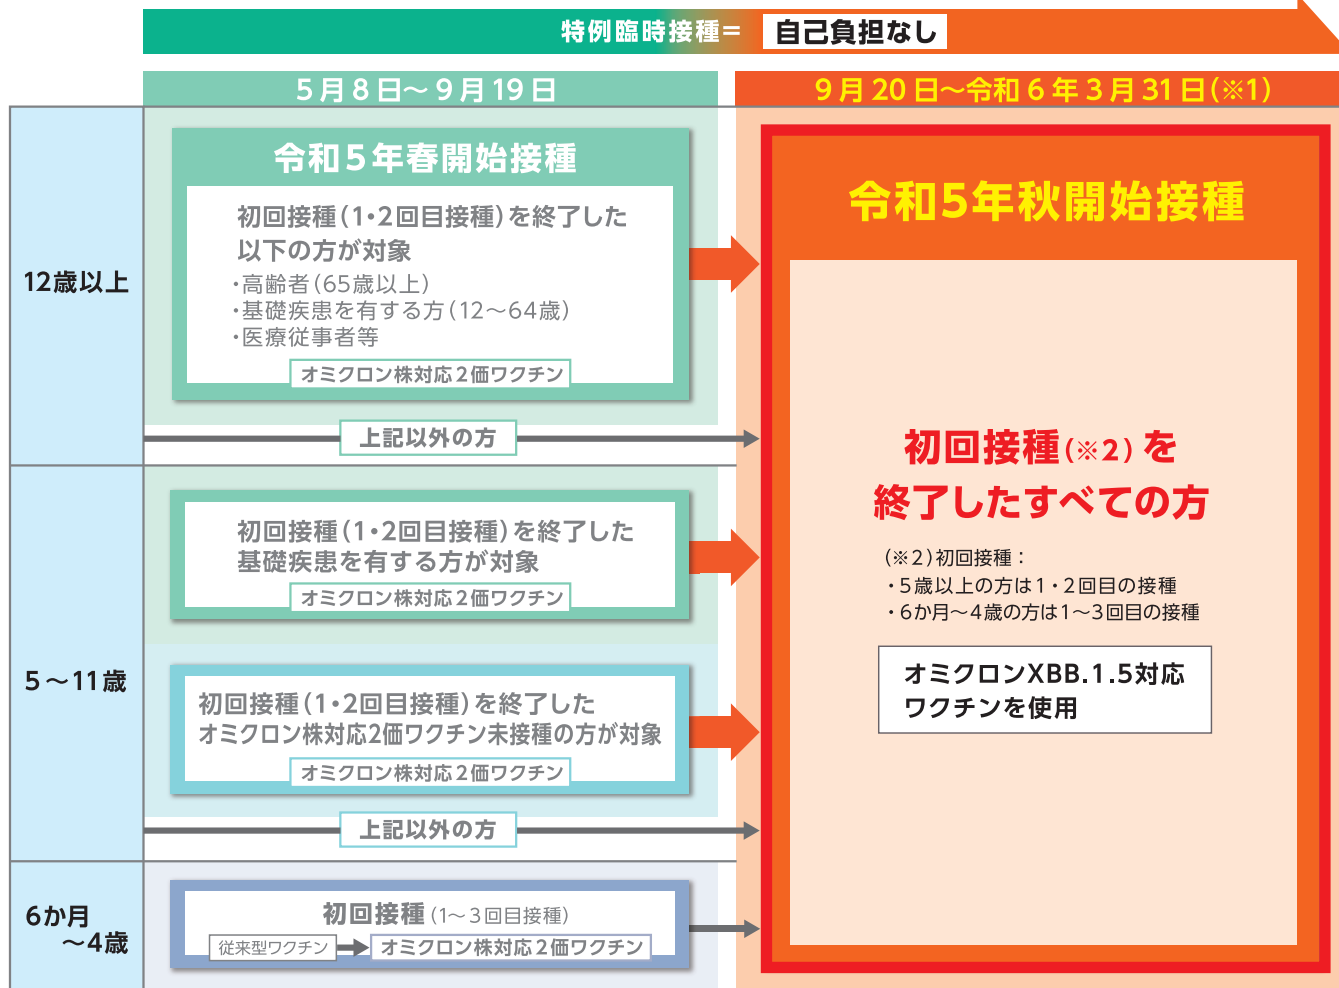 特例臨時接種= 自己負担なし
5月8日～9月19日
9月20日～令和6年3月31日(※1)
12歳以上
令和5年春開始接種
初回接種(1・2回目接種)を終了した
以下の方が対象
・高齢者(65歳以上)
・基礎疾患を有する方(12～64歳)
・医療従事者等
オミクロン株対応2価ワクチン
上記以外の方
5～11歳
初回接種(1・2回目接種)を終了した
基礎疾患を有する方が対象
オミクロン株対応2価ワクチン
初回接種(1・2回目接種)を終了した
オミクロン株対応2価ワクチン未接種の方が対象
オミクロン株対応2価ワクチン
上記以外の方
6か月
～4歳
初回接種(1～3回目接種)
従来型ワクチン オミクロン株対応2価ワクチン
令和5年秋開始接種
初回接種(※2)を
終了したすべての方
(※2)初回接種：
・5歳以上の方は1・2回目の接種
・6か月～4歳の方は1～3回目の接種
オミクロンXBB.1.5対応
ワクチンを使用